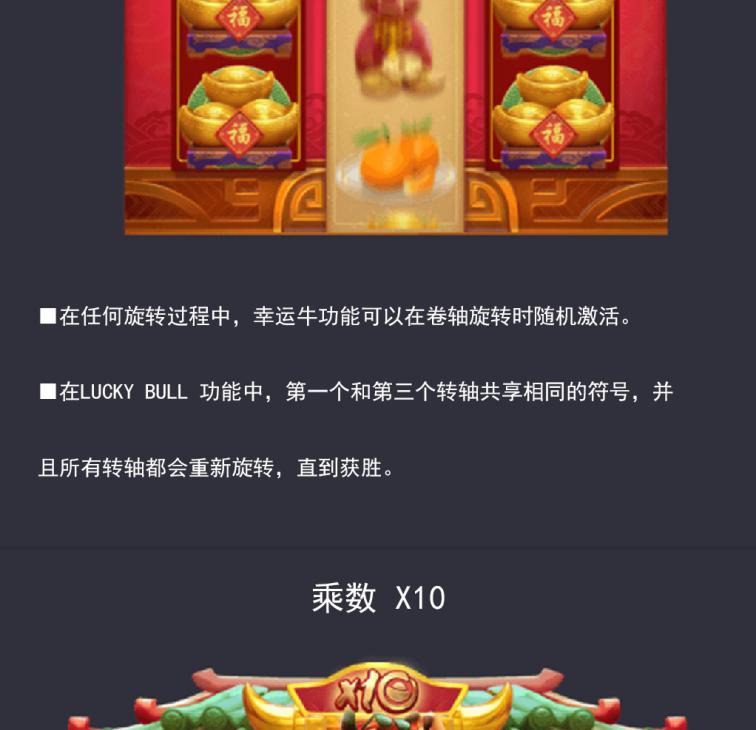 福 福
福 福
■在任何旋转过程中，幸运牛功能可以在卷轴旋转时随机激活。
■在LUCKY BULL 功能中，第一个和第三个转轴共享相同的符号，并
且所有转轴都会重新旋转，直到获胜。
乘数 X10
x10